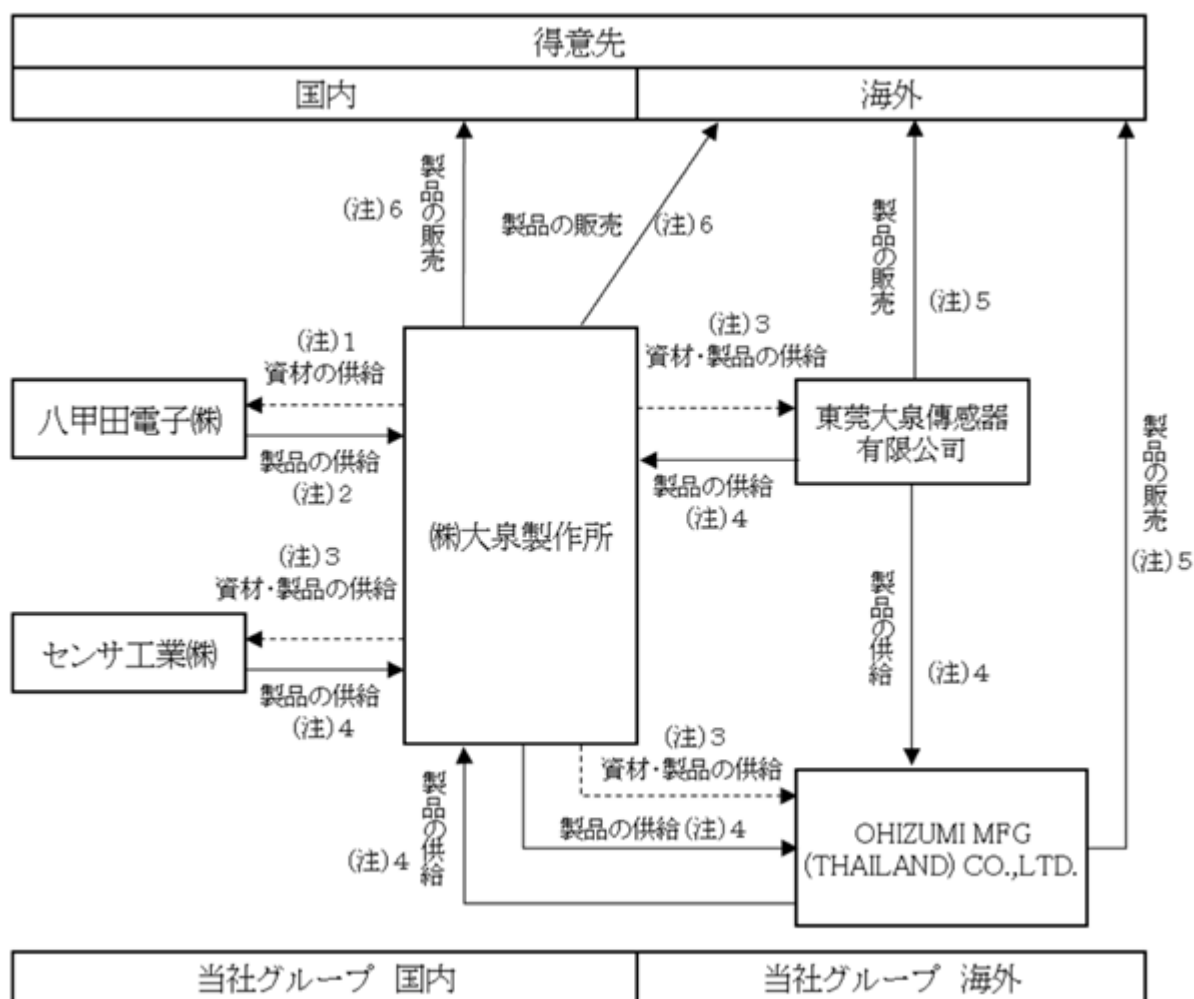 得意先
国内
海外
製品の販売
(注)6
製品の販売
(注)6
製品の販売
(注)5
製品の販売
(注)5
(注)1
資材の供給
八甲田電子㈱
製品の供給
(注)2
(注)3
資材・製品の供給
センサ工業㈱
製品の供給
(注)4
㈱大泉製作所
(注)3
資材・製品の供給
東莞大泉傳感器
有限公司
製品の供給
(注)4
製品の供給
(注)4
(注)3
資材・製品の供給
製品の供給(注)4
製品の供給
(注)4
OHIZUMI MFG
(THAILAND) CO.,LTD.
当社グループ 国内
当社グループ 海外